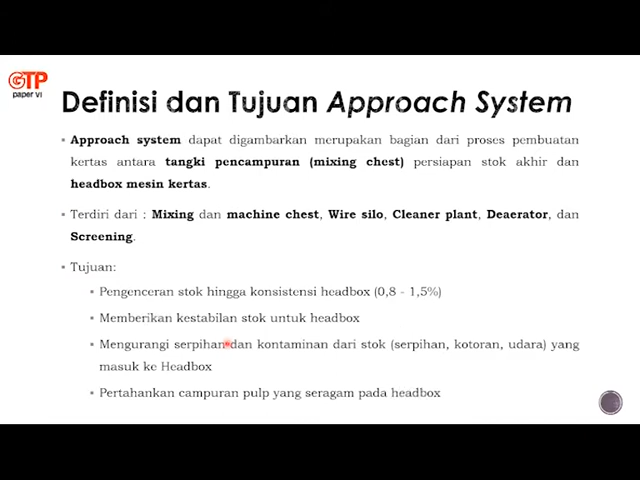 GTP
paper VI
Definisi dan Tujuan Approach System
▪ Approach system dapat digambarkan merupakan bagian dari proses pembuatan
kertas antara tangki pencampuran (mixing chest) persiapan stok akhir dan
headbox mesin kertas.
▪ Terdiri dari : Mixing dan machine chest, Wire silo, Cleaner plant, Deaerator, dan
Screening.
▪ Tujuan:
▪ Pengenceran stok hingga konsistensi headbox (0,8 - 1,5%)
▪ Memberikan kestabilan stok untuk headbox
▪ Mengurangi serpihan dan kontaminan dari stok (serpihan, kotoran, udara) yang
masuk ke Headbox
▪ Pertahankan campuran pulp yang seragam pada headbox